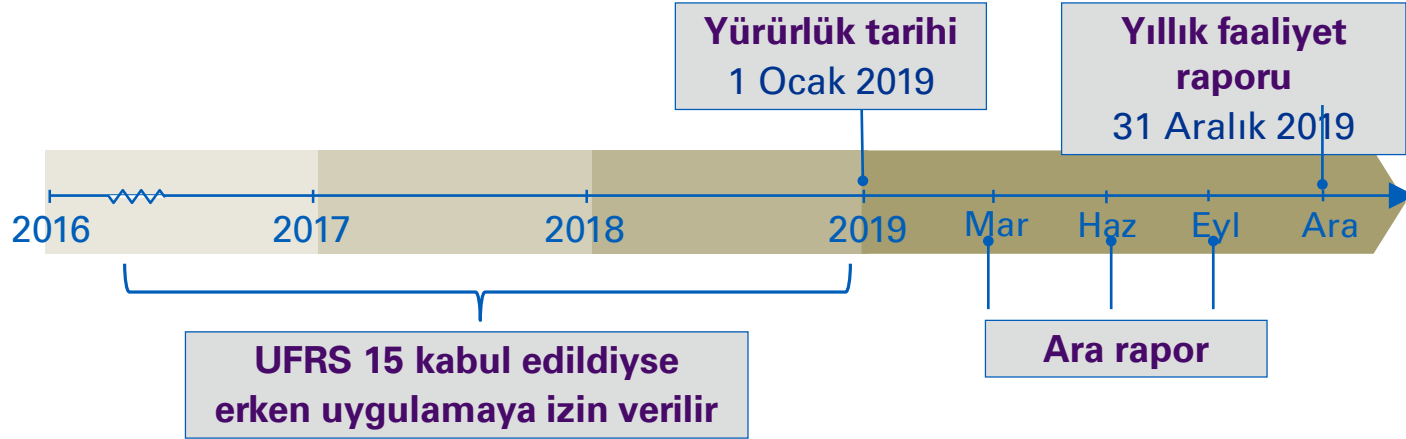 Yürürlük tarihi
1 Ocak 2019
Yıllık faaliyet
raporu
31 Aralık 2019
2016
2017
2018
2019
Mar
Haz
Eyl
Ara
UFRS 15 kabul edildiyse
erken uygulamaya izin verilir
Ara rapor